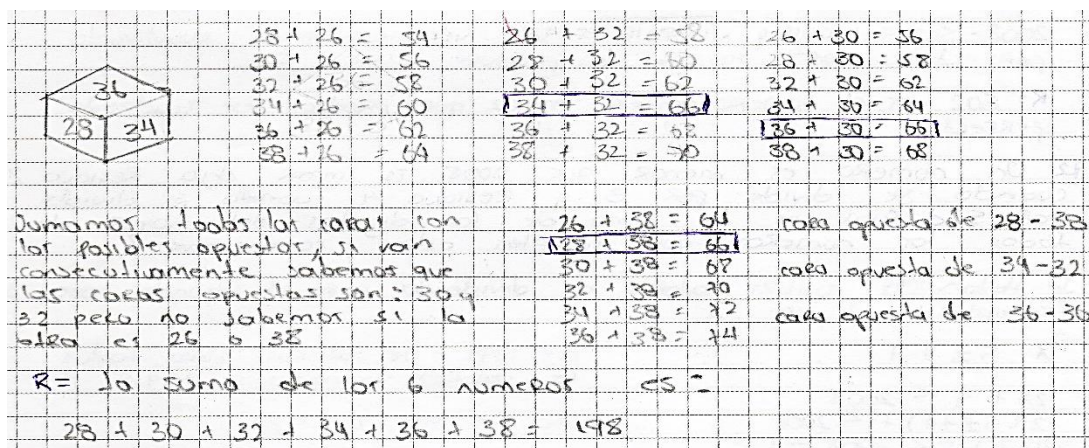 36
28 34
28 + 26 = 54
30 + 26 = 56
32 + 26 = 58
34 + 26 = 60
36 + 26 = 62
38 + 26 = 64
26 + 32 = 58
28 + 32 = 60
30 + 32 = 62
34 + 32 = 66
36 + 32 = 68
38 + 32 = 70
26 + 30 = 56
28 + 30 = 58
32 + 30 = 62
34 + 30 = 64
36 + 30 = 66
38 + 30 = 68
Sumamos todas las caras con
las posibles opuestas, si van
consecutivamente sabemos que
las caras opuestas son: 30 y
32 pero no sabemos si la
otra es 26 o 38
26 + 38 = 64
28 + 38 = 66
30 + 38 = 68
32 + 38 = 70
34 + 38 = 72
36 + 38 = 74
cara opuesta de 28 - 38
cara opuesta de 34 - 32
cara opuesta de 36 - 30
R = la suma de los 6 numeros es =
28 + 30 + 32 + 34 + 36 + 38 = 198